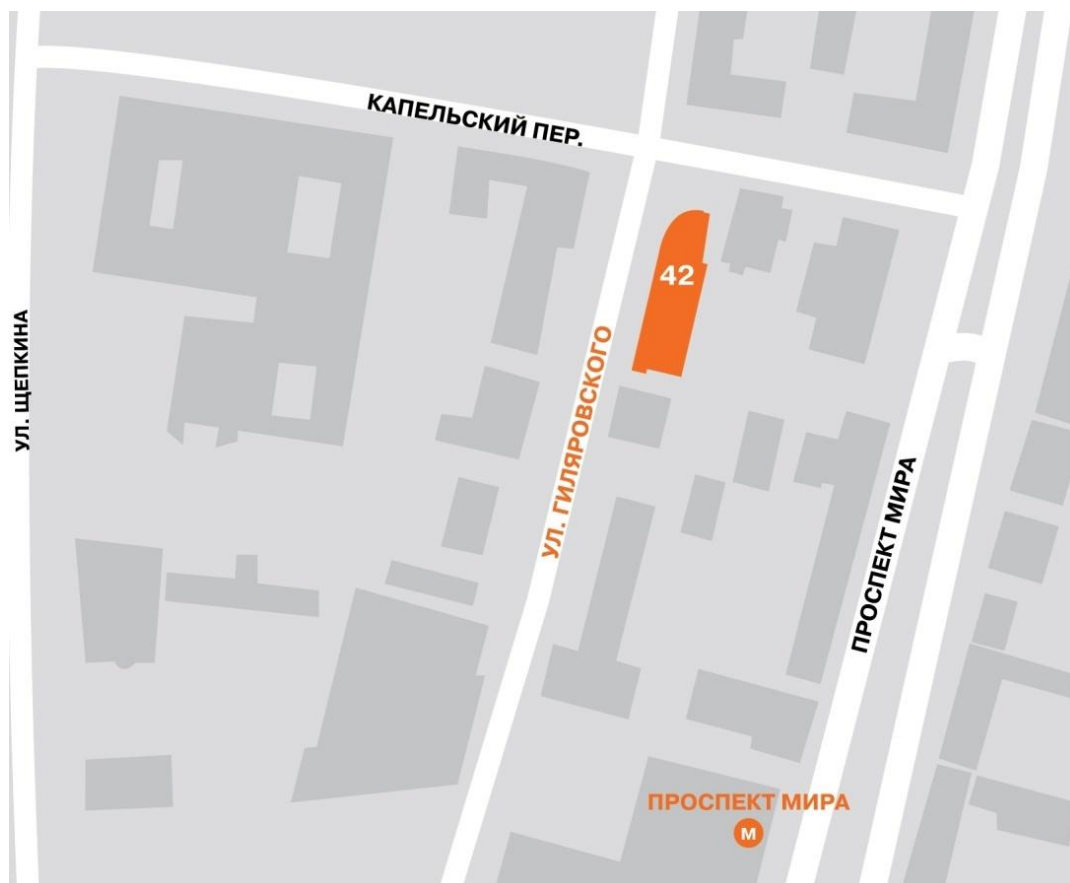 КАПЕЛЬСКИЙ ПЕР.
42
УЛ. ЩЕПКИНА
УЛ. ГИЛЯРОВСКОГО
ПРОСПЕКТ МИРА
ПРОСПЕКТ МИРА
М